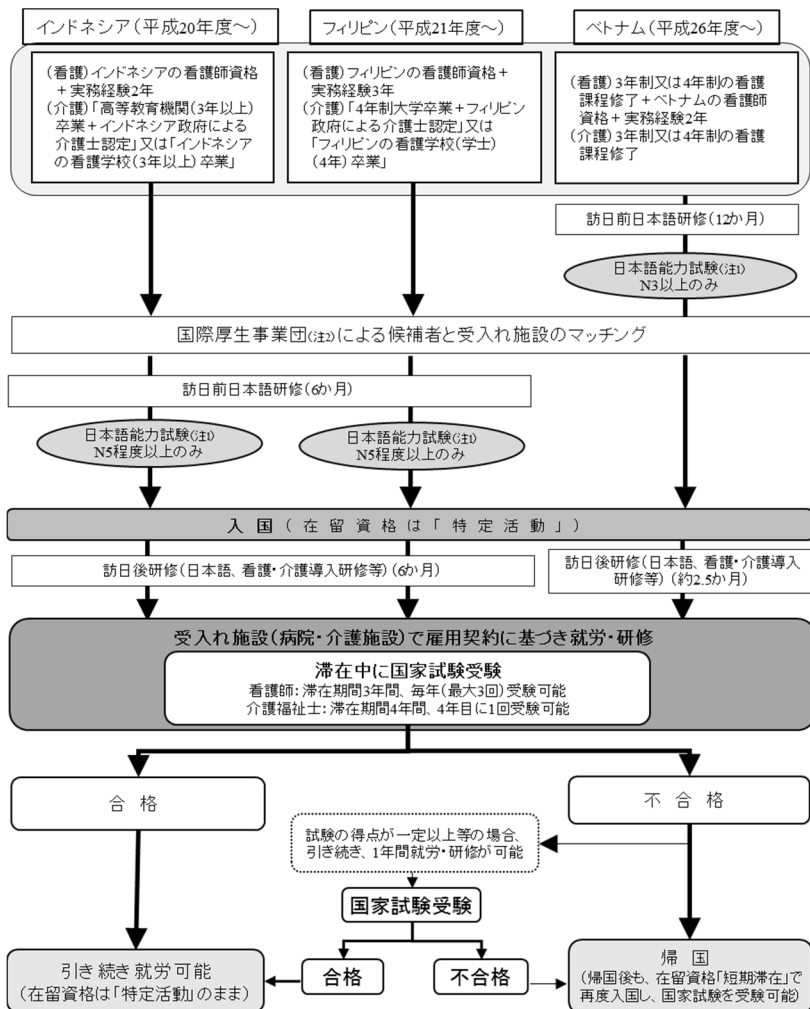 インドネシア(平成20年度～)
フィリピン(平成21年度～)
ベトナム(平成26年度～)
(看護)インドネシアの看護師資格
+実務経験2年
(介護)「高等教育機関(3年以上)
卒業+インドネシア政府による
介護士認定」又は「インドネシア
の看護学校(3年以上)卒業」
(看護)フィリピンの看護師資格+
実務経験3年
(介護)「4年制大学卒業+フィリピン
政府による介護士認定」又は
「フィリピンの看護学校(学士)
(4年)卒業」
(看護)3年制又は4年制の看護
課程修了+ベトナムの看護師
資格+実務経験2年
(介護)3年制又は4年制の看護
課程修了
訪日前日本語研修(12か月)
日本語能力試験(注1)
N3以上のみ
国際厚生事業団(注2)による候補者と受入れ施設のマッチング
訪日前日本語研修(6か月)
日本語能力試験(注1)
N5程度以上のみ
日本語能力試験(注1)
N5程度以上のみ
入国(在留資格は「特定活動」)
訪日後研修(日本語、看護・介護導入研修等)(6か月)
訪日後研修(日本語、看護・介護導入
研修等)(約2.5か月)
受入れ施設(病院・介護施設)で雇用契約に基づき就労・研修
滞在中に国家試験受験
看護師:滞在期間3年間、毎年(最大3回)受験可能
介護福祉士:滞在期間4年間、4年目に1回受験可能
合格
不合格
試験の得点が一定以上等の場合、
引き続き、1年間就労・研修が可能
国家試験受験
合格
不合格
引き続き就労可能
(在留資格は「特定活動」のまま)
帰国
(帰国後も、在留資格「短期滞在」で
再度入国し、国家試験を受験可能)